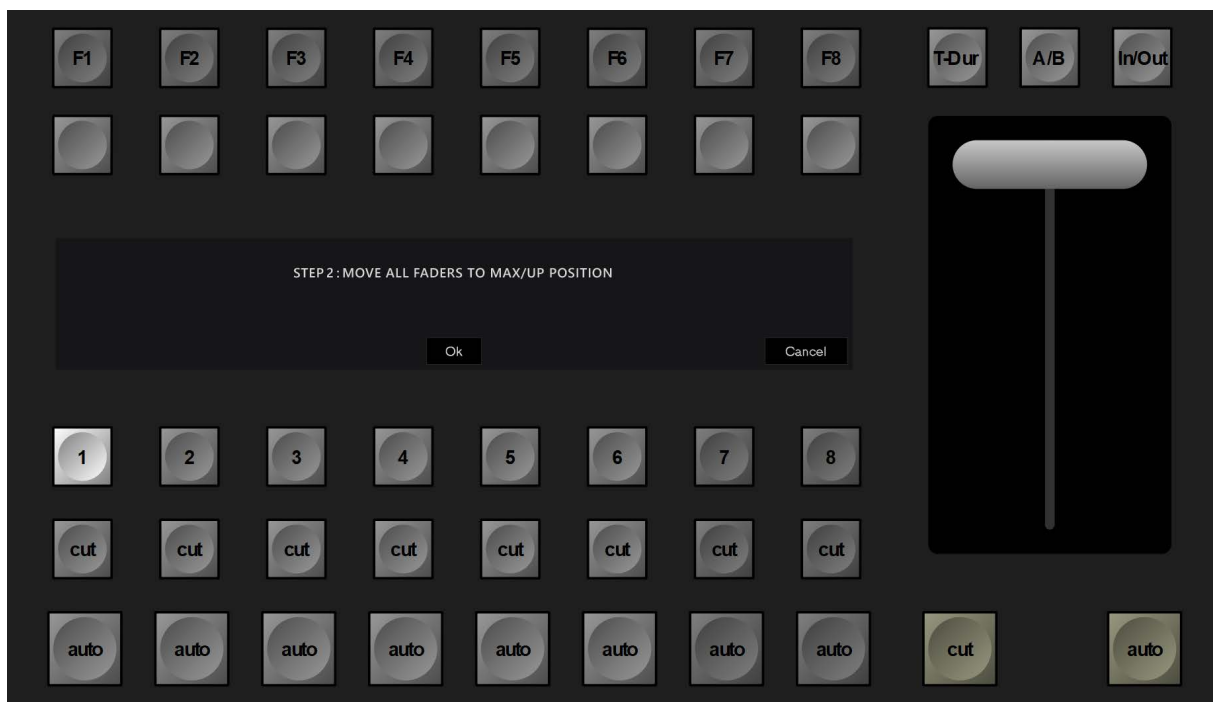 F1 F2 F3 F4 F5 F6 F7 F8 T-Dur A/B In/Out
STEP 2 : MOVE ALL FADERS TO MAX/UP POSITION
Ok Cancel
1 2 3 4 5 6 7 8
cut cut cut cut cut cut cut cut
auto auto auto auto auto auto auto auto cut auto